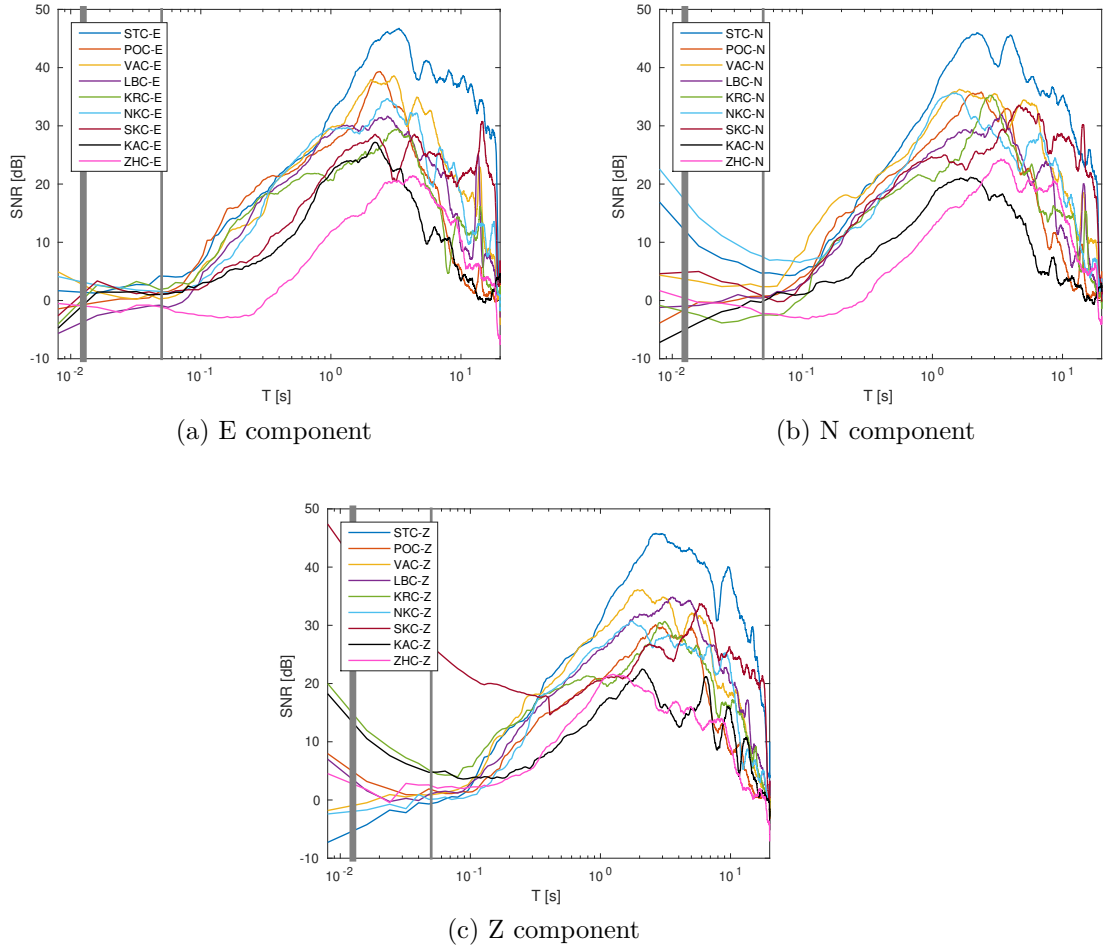 50
40
30
20
10
0
-10
SNR [dB]
STC-E
POC-E
VAC-E
LBC-E
KRC-E
NKC-E
SKC-E
KAC-E
ZHC-E
10^-2
10^-1
10^0
10^1
T [s]
(a) E component
50
40
30
20
10
0
-10
SNR [dB]
STC-N
POC-N
VAC-N
LBC-N
KRC-N
NKC-N
SKC-N
KAC-N
ZHC-N
10^-2
10^-1
10^0
10^1
T [s]
(b) N component
50
40
30
20
10
0
-10
SNR [dB]
STC-Z
POC-Z
VAC-Z
LBC-Z
KRC-Z
NKC-Z
SKC-Z
KAC-Z
ZHC-Z
10^-2
10^-1
10^0
10^1
T [s]
(c) Z component